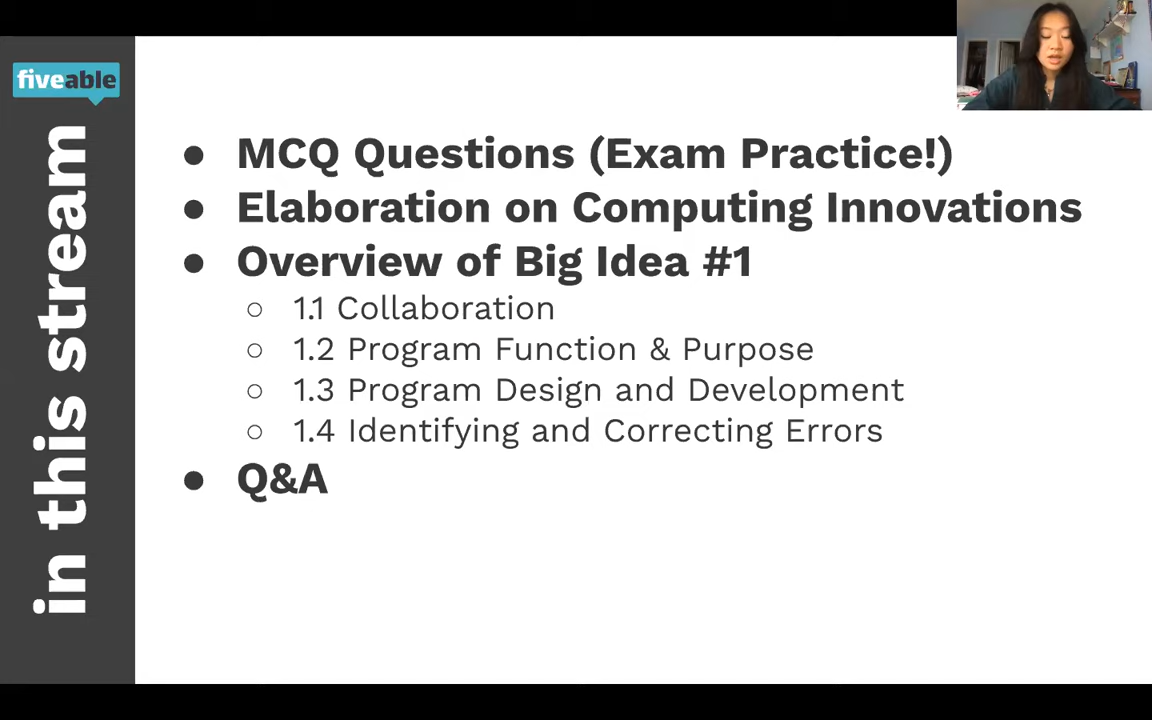 fiveable
in this stream
MCQ Questions (Exam Practice!)
Elaboration on Computing Innovations
Overview of Big Idea #1
1.1 Collaboration
1.2 Program Function & Purpose
1.3 Program Design and Development
1.4 Identifying and Correcting Errors
Q&A